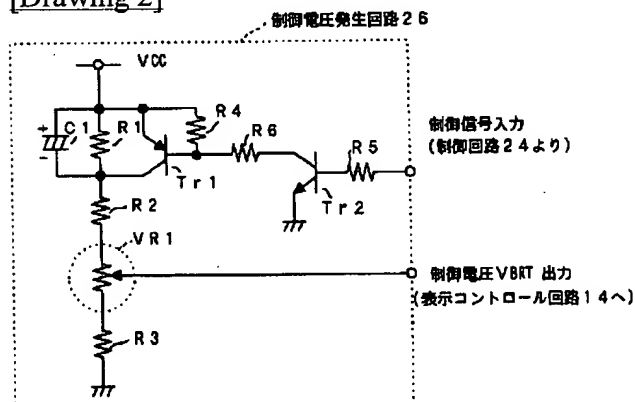 [Drawing 2]
制御電圧発生回路26
VCC
R4
+
C1
-
R1
R6
R5
制御信号入力
(制御回路24より)
Tr1
Tr2
R2
VR1
制御電圧VBRT 出力
(表示コントロール回路14へ)
R3